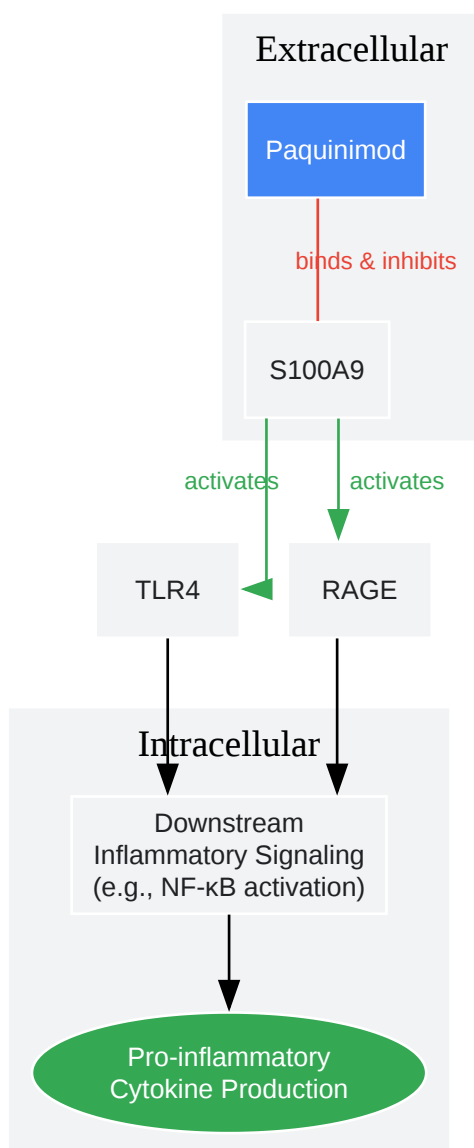 Extracellular
Paquinimod
binds & inhibits
S100A9
activates
activates
TLR4
RAGE
Intracellular
Downstream
Inflammatory Signaling
(e.g., NF-κB activation)
Pro-inflammatory
Cytokine Production